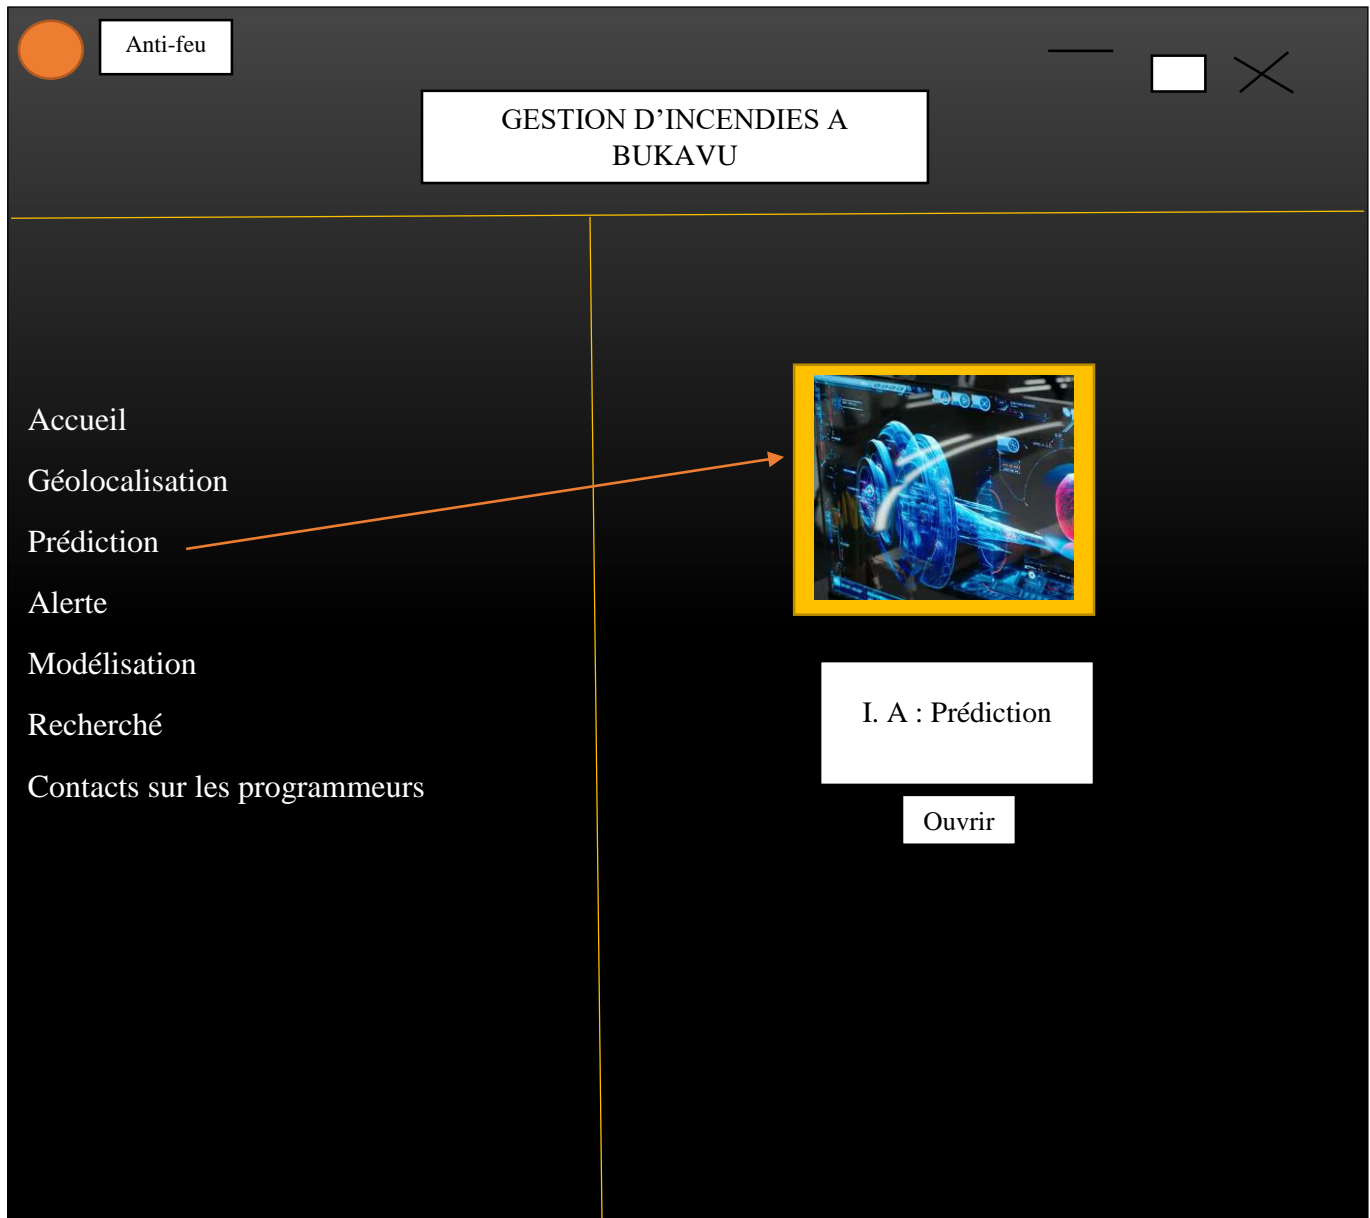 Anti-feu
GESTION D’INCENDIES A
BUKAVU
Accueil
Géolocalisation
Prédiction
Alerte
Modélisation
Recherché
Contacts sur les programmeurs
I. A : Prédiction
Ouvrir